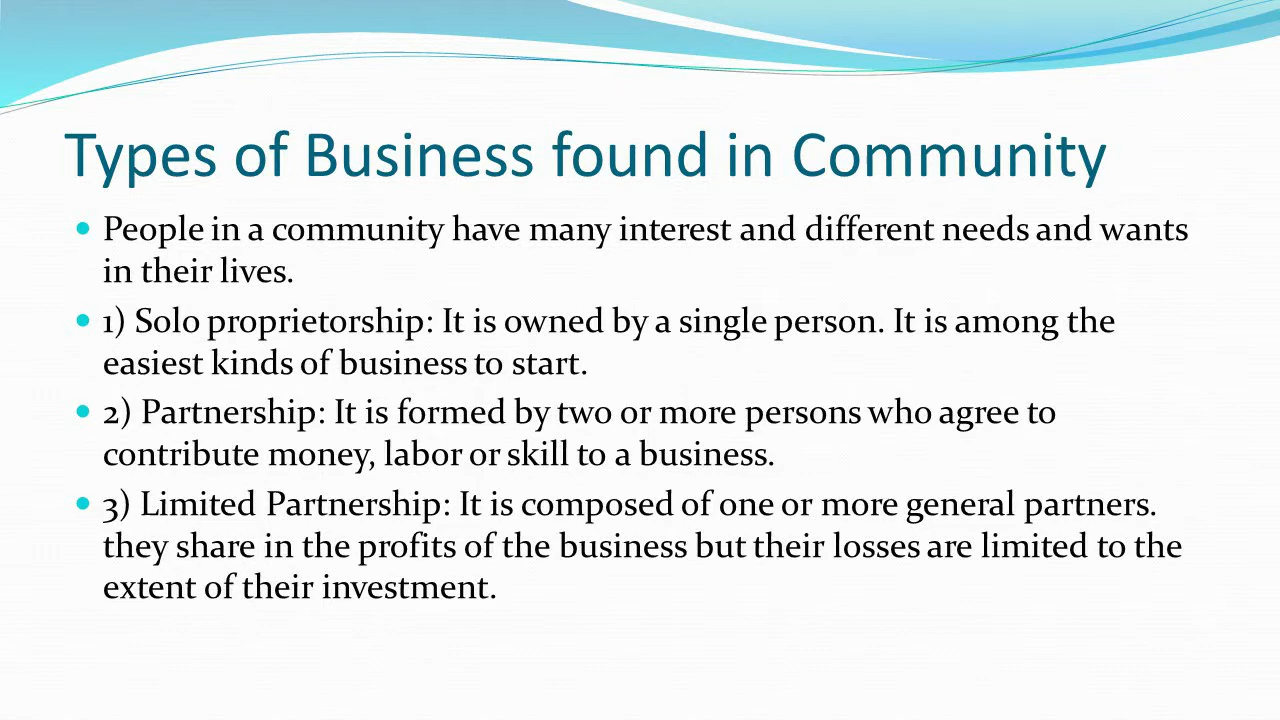 Types of Business found in Community
People in a community have many interest and different needs and wants
in their lives.
1) Solo proprietorship: It is owned by a single person. It is among the
easiest kinds of business to start.
2) Partnership: It is formed by two or more persons who agree to
contribute money, labor or skill to a business.
3) Limited Partnership: It is composed of one or more general partners.
they share in the profits of the business but their losses are limited to the
extent of their investment.